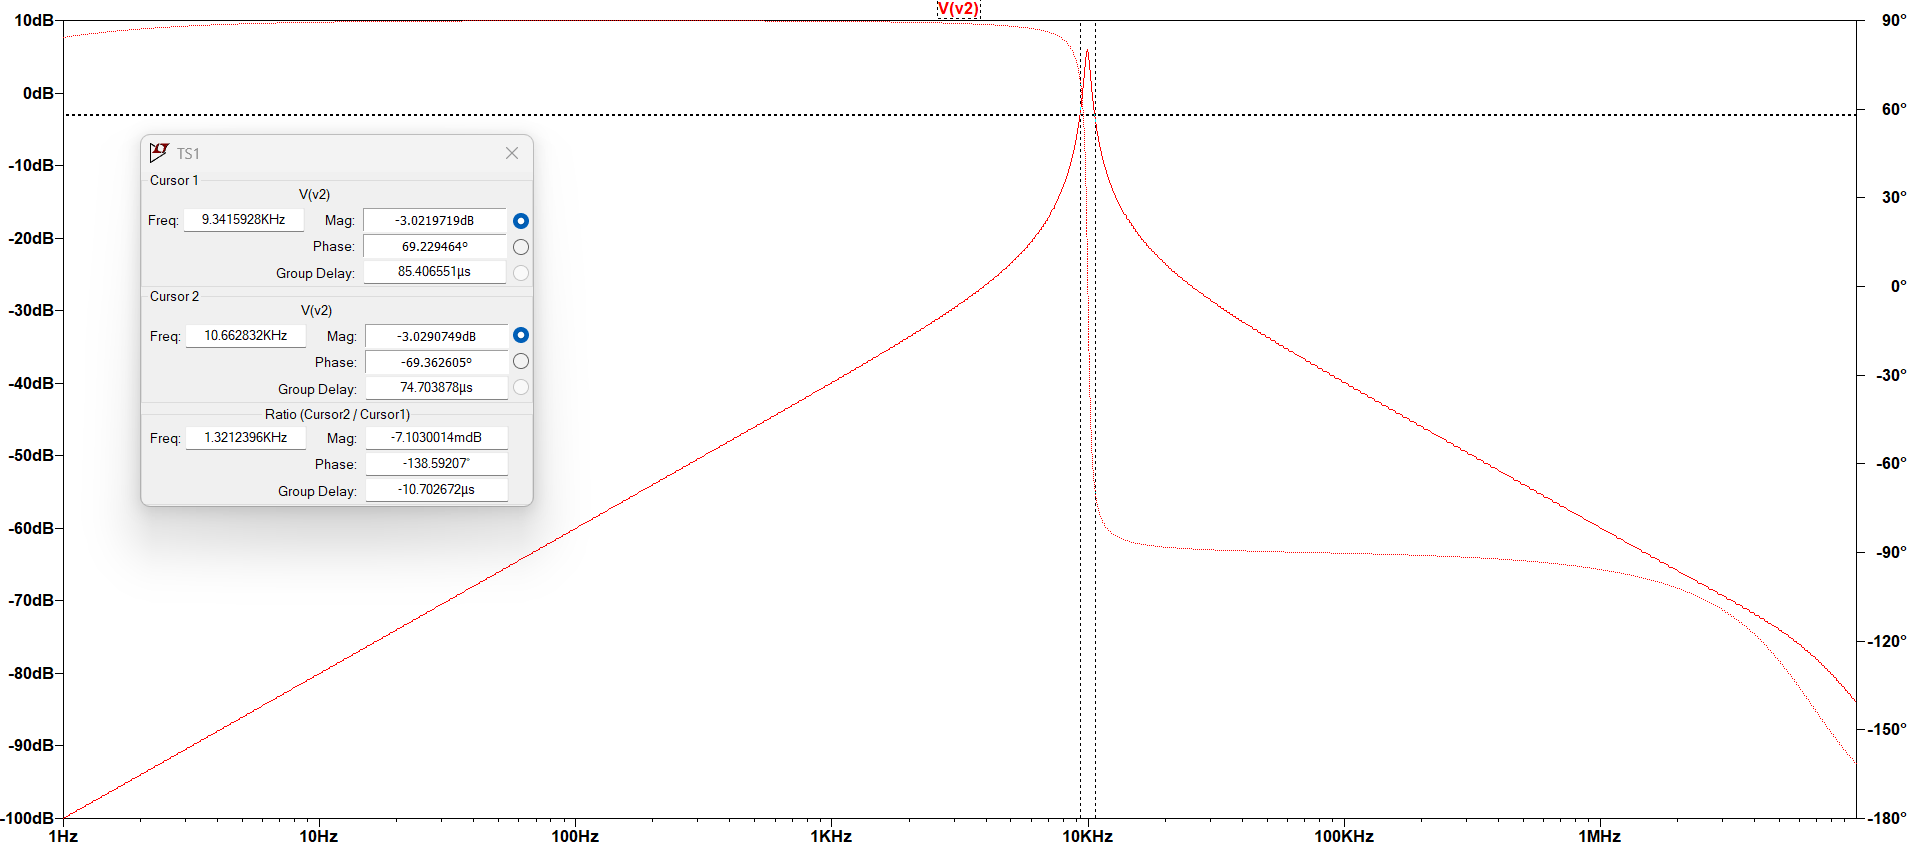 V(v2)
10dB
0dB
-10dB
-20dB
-30dB
-40dB
-50dB
-60dB
-70dB
-80dB
-90dB
-100dB
90°
60°
30°
0°
-30°
-60°
-90°
-120°
-150°
-180°
TS1
Cursor 1
V(v2)
Freq: 9.3415928KHz Mag: -3.0219719dB
Phase: 69.229464°
Group Delay: 85.406551µs
Cursor 2
V(v2)
Freq: 10.662832KHz Mag: -3.0290749dB
Phase: -69.362605°
Group Delay: 74.703878µs
Ratio (Cursor2 / Cursor1)
Freq: 1.3212396KHz Mag: -7.1030014mdB
Phase: -138.59207°
Group Delay: -10.702672µs
1Hz 10Hz 100Hz 1KHz 10KHz 100KHz 1MHz